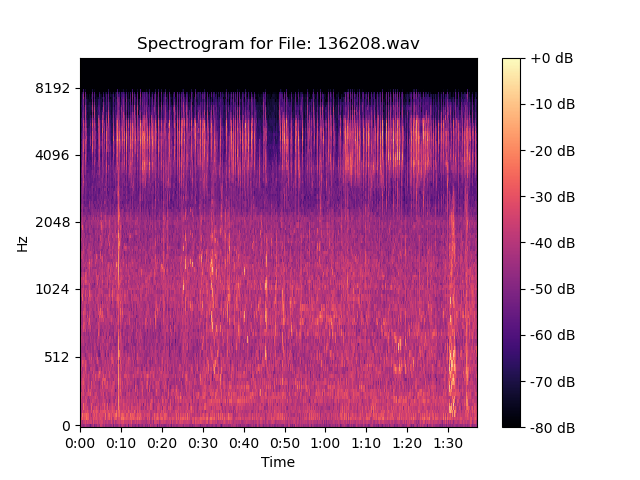 Spectrogram for File: 136208.wav
Hz
8192
4096
2048
1024
512
0
0:00 0:10 0:20 0:30 0:40 0:50 1:00 1:10 1:20 1:30
Time
+0 dB
-10 dB
-20 dB
-30 dB
-40 dB
-50 dB
-60 dB
-70 dB
-80 dB